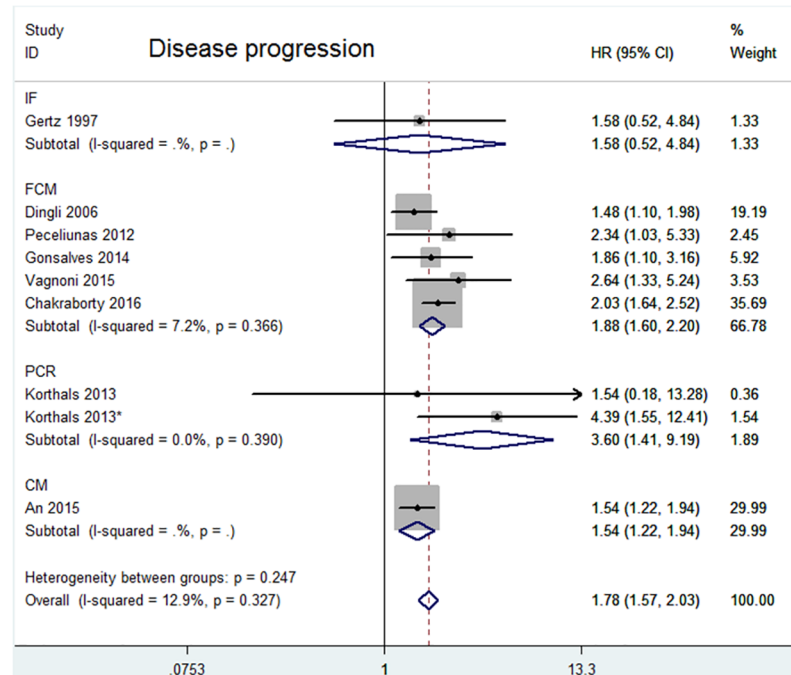 Study %
ID Disease progression HR (95% CI) Weight
IF
Gertz 1997 1.58 (0.52, 4.84) 1.33
Subtotal (I-squared = .%, p = .) 1.58 (0.52, 4.84) 1.33
FCM
Dingli 2006 1.48 (1.10, 1.98) 19.19
Peceliunas 2012 2.34 (1.03, 5.33) 2.45
Gonsalves 2014 1.86 (1.10, 3.16) 5.92
Vagnoni 2015 2.64 (1.33, 5.24) 3.53
Chakraborty 2016 2.03 (1.64, 2.52) 35.69
Subtotal (I-squared = 7.2%, p = 0.366) 1.88 (1.60, 2.20) 66.78
PCR
Korthals 2013 1.54 (0.18, 13.28) 0.36
Korthals 2013* 4.39 (1.55, 12.41) 1.54
Subtotal (I-squared = 0.0%, p = 0.390) 3.60 (1.41, 9.19) 1.89
CM
An 2015 1.54 (1.22, 1.94) 29.99
Subtotal (I-squared = .%, p = .) 1.54 (1.22, 1.94) 29.99
Heterogeneity between groups: p = 0.247
Overall (I-squared = 12.9%, p = 0.327) 1.78 (1.57, 2.03) 100.00
.0753 1 13.3